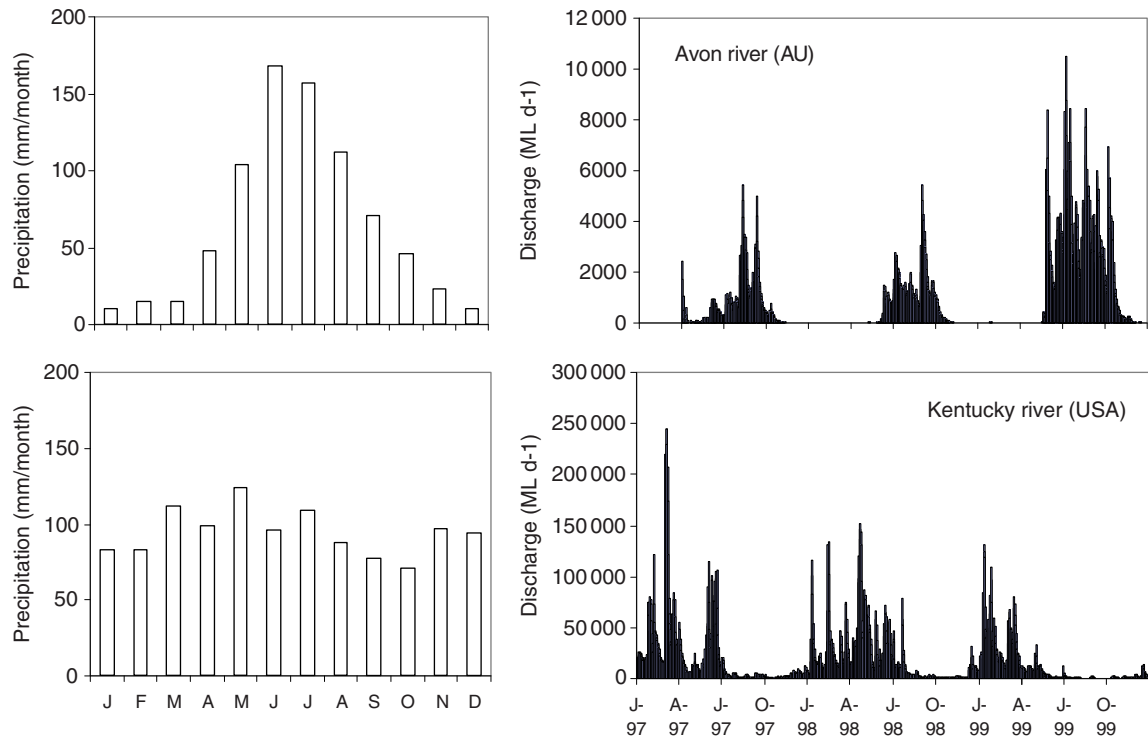 200
150
100
50
0
Precipitation (mm/month)
12 000
10 000
8000
6000
4000
2000
0
Discharge (ML d-1)
Avon river (AU)
200
150
100
50
0
Precipitation (mm/month)
J F M A M J J A S O N D
300 000
250 000
200 000
150 000
100 000
50 000
0
Discharge (ML d-1)
Kentucky river (USA)
J- A- J- O- J- A- J- O- J- A- J- O-
97 97 97 97 98 98 98 98 99 99 99 99